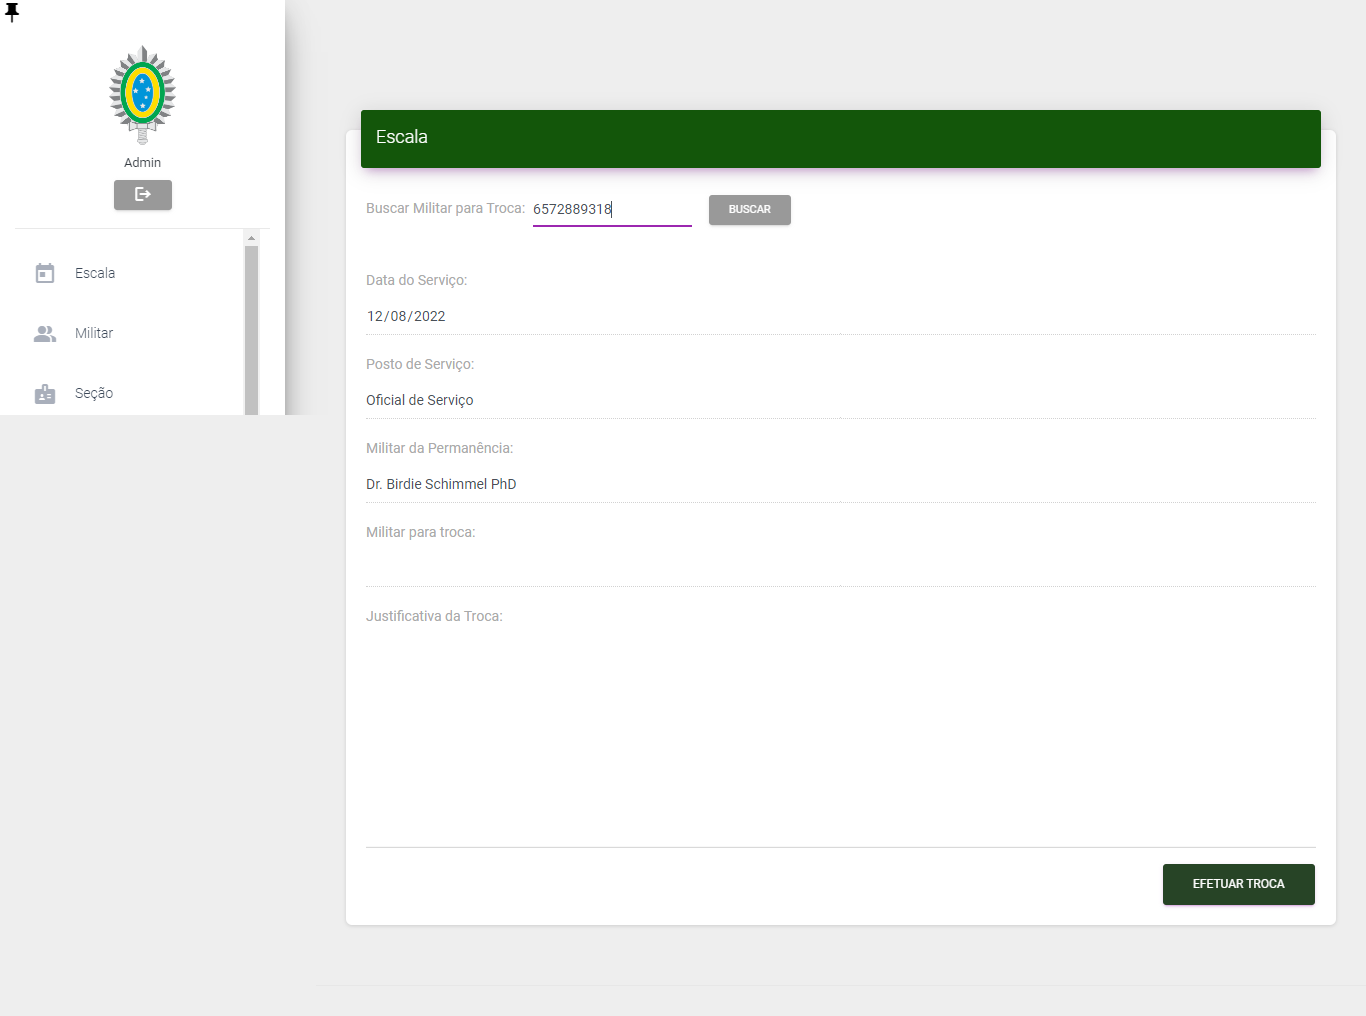 Admin
Escala
Militar
Seção
Escala
Buscar Militar para Troca: 6572889318 BUSCAR
Data do Serviço:
12/08/2022
Posto de Serviço:
Oficial de Serviço
Militar da Permanência:
Dr. Birdie Schimmel PhD
Militar para troca:
Justificativa da Troca:
EFETUAR TROCA